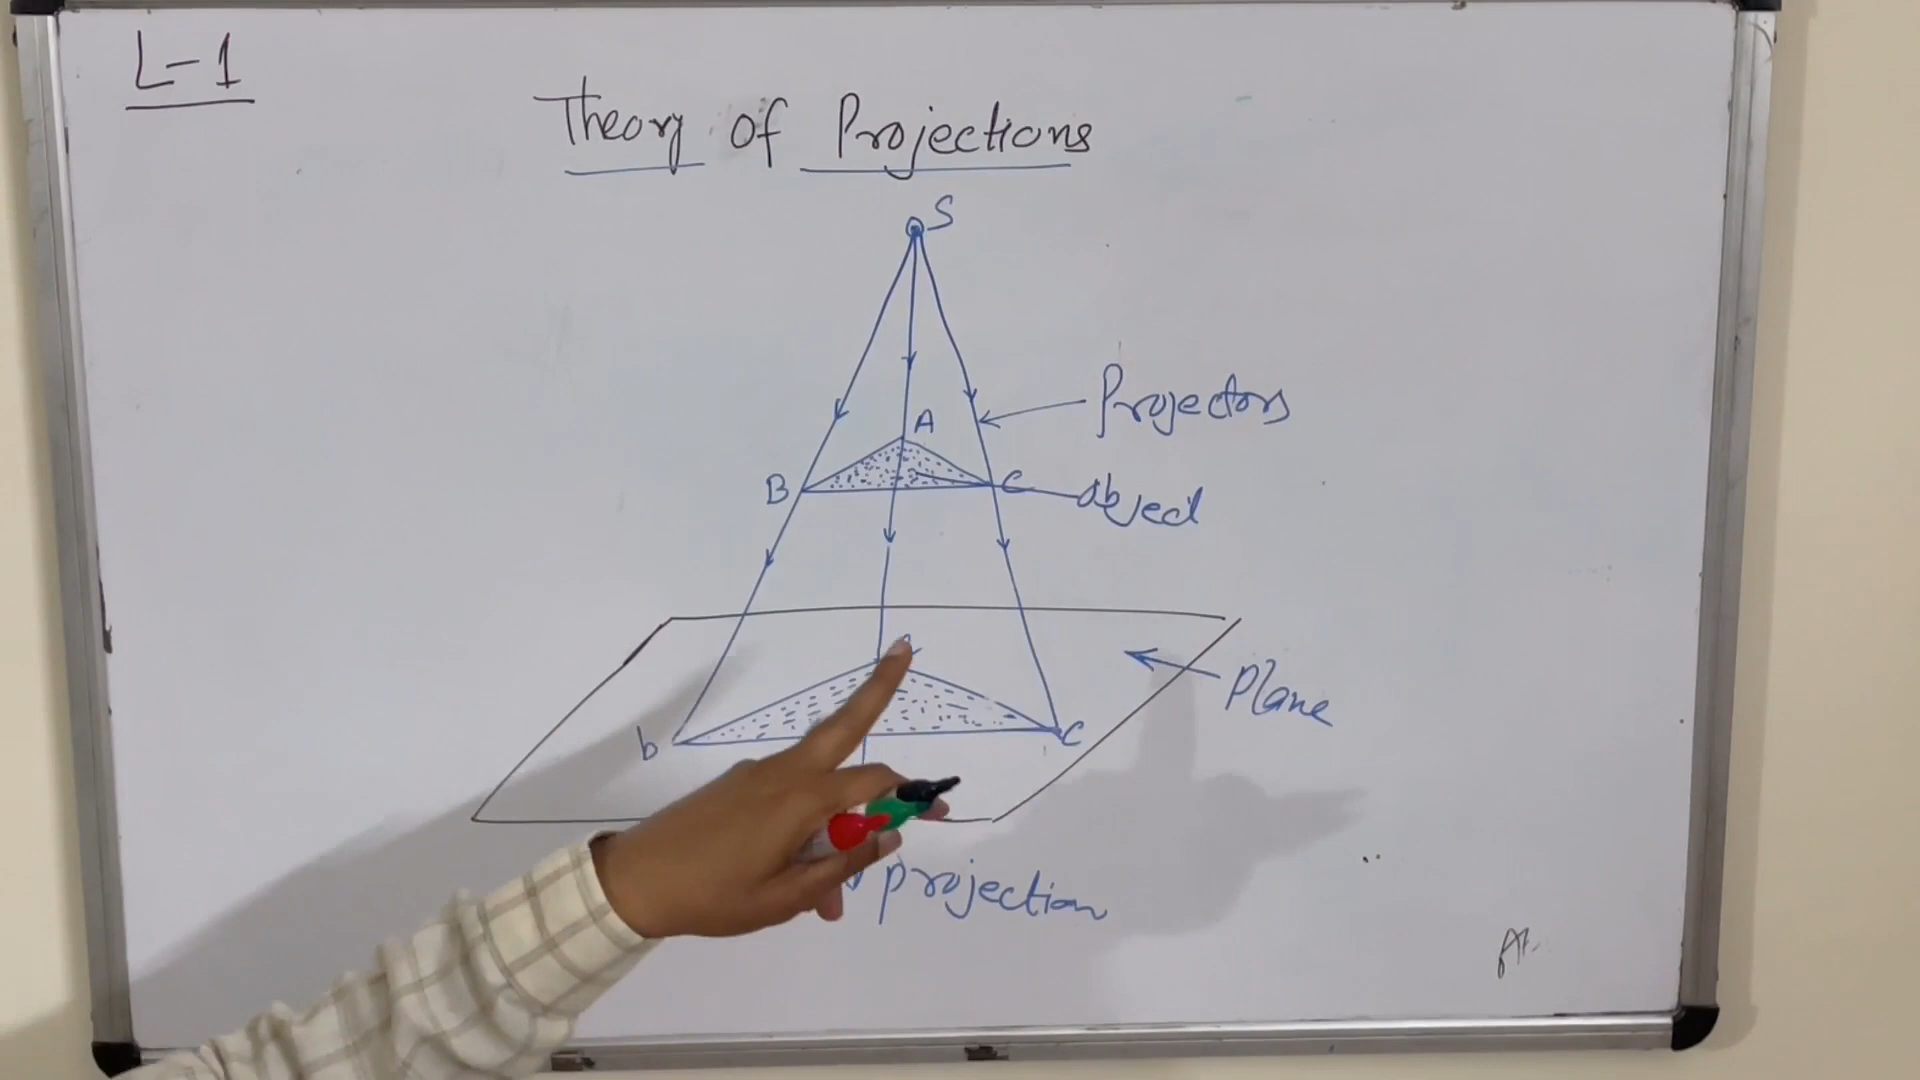 L-1
Theory of Projections
S
Projectors
A
B
C
object
Plane
b
C
projection